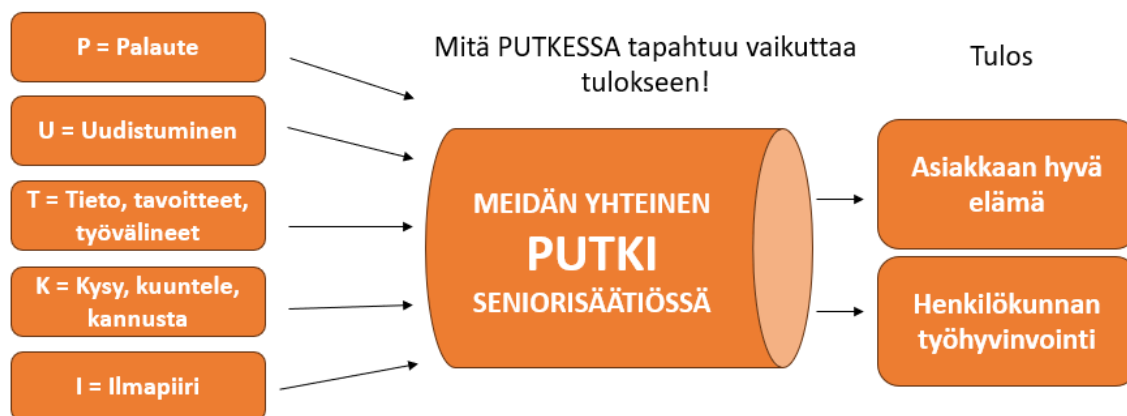 P = Palaute
U = Uudistuminen
T = Tieto, tavoitteet,
työvälineet
K = Kysy, kuuntele,
kannusta
I = Ilmapiiri
Mitä PUTKESSA tapahtuu vaikuttaa
tulokseen!
MEIDÄN YHTEINEN
PUTKI
SENIORISÄÄTIÖSSÄ
Tulos
Asiakkaan hyvä
elämä
Henkilökunnan
työhyvinvointi